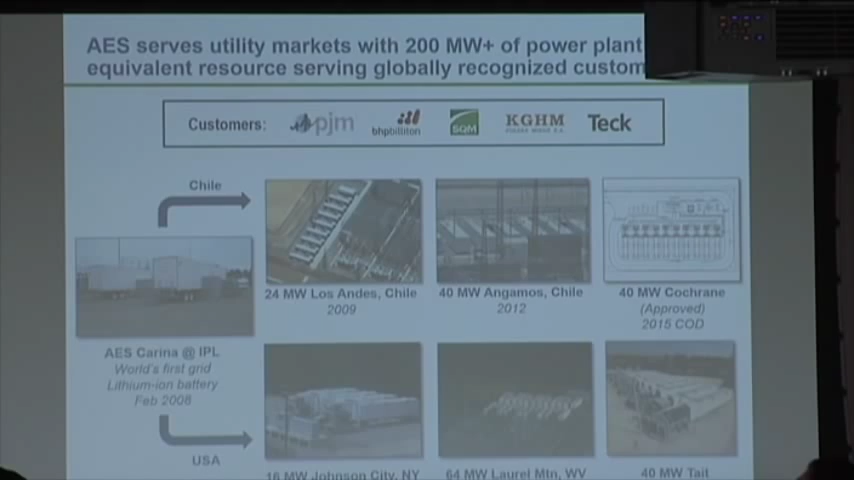 AES serves utility markets with 200 MW+ of power plant
equivalent resource serving globally recognized custom
Customers: pjm bhpbilliton SQM KGHM Teck
Chile
24 MW Los Andes, Chile
2009
40 MW Angamos, Chile
2012
40 MW Cochrane
(Approved)
2015 COD
AES Carina @ IPL
World's first grid
Lithium-ion battery
Feb 2008
USA
16 MW Johnson City, NY
64 MW Laurel Mtn, WV
40 MW Tait